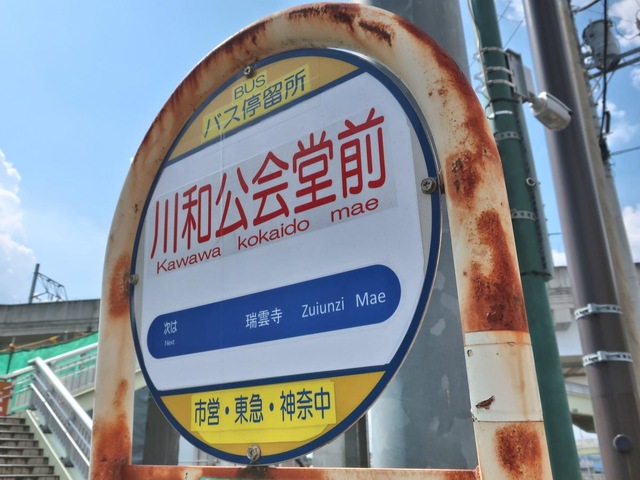 BUS
バス停留所
川和公会堂前
Kawawa kokaido mae
次は 瑞雲寺 Zuiunzi Mae
Next
市営・東急・神奈中